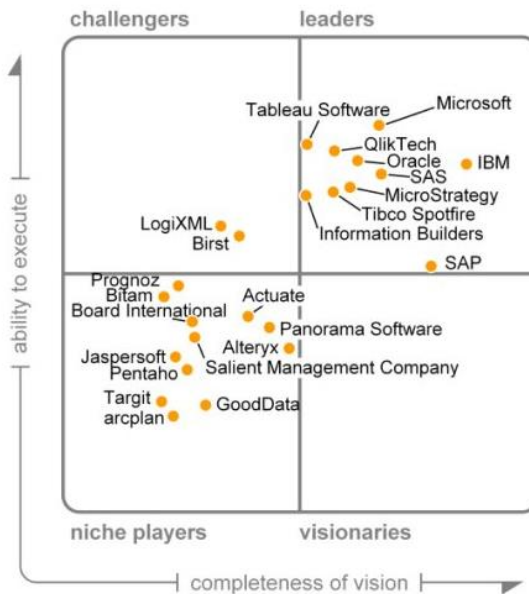 challengers
leaders
Microsoft
Tableau Software
QlikTech
Oracle
IBM
SAS
MicroStrategy
Tibco Spotfire
Information Builders
LogiXML
Birst
SAP
Prognoz
Bitam
Board International
Actuate
Panorama Software
Alteryx
Jaspersoft
Salient Management Company
Pentaho
Targit
GoodData
arcplan
niche players
visionaries
ability to execute
completeness of vision